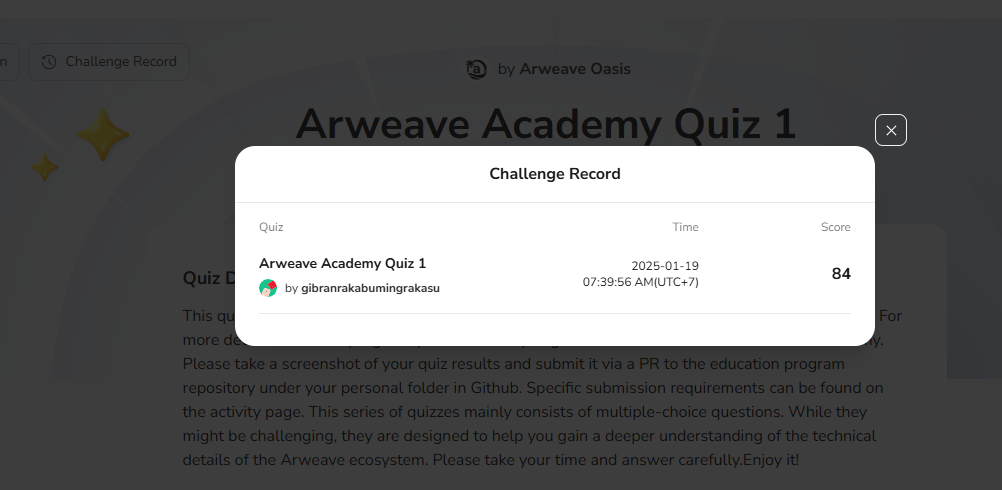 n
Challenge Record
by Arweave Oasis
Arweave Academy Quiz 1
Challenge Record
Quiz Time Score
Arweave Academy Quiz 1
by gibranrakabumingrakasu
2025-01-19
07:39:56 AM(UTC+7)
84
Quiz D
This qu For
more de
Please take a screenshot of your quiz results and submit it via a PR to the education program
repository under your personal folder in Github. Specific submission requirements can be found on
the activity page. This series of quizzes mainly consists of multiple-choice questions. While they
might be challenging, they are designed to help you gain a deeper understanding of the technical
details of the Arweave ecosystem. Please take your time and answer carefully.Enjoy it!